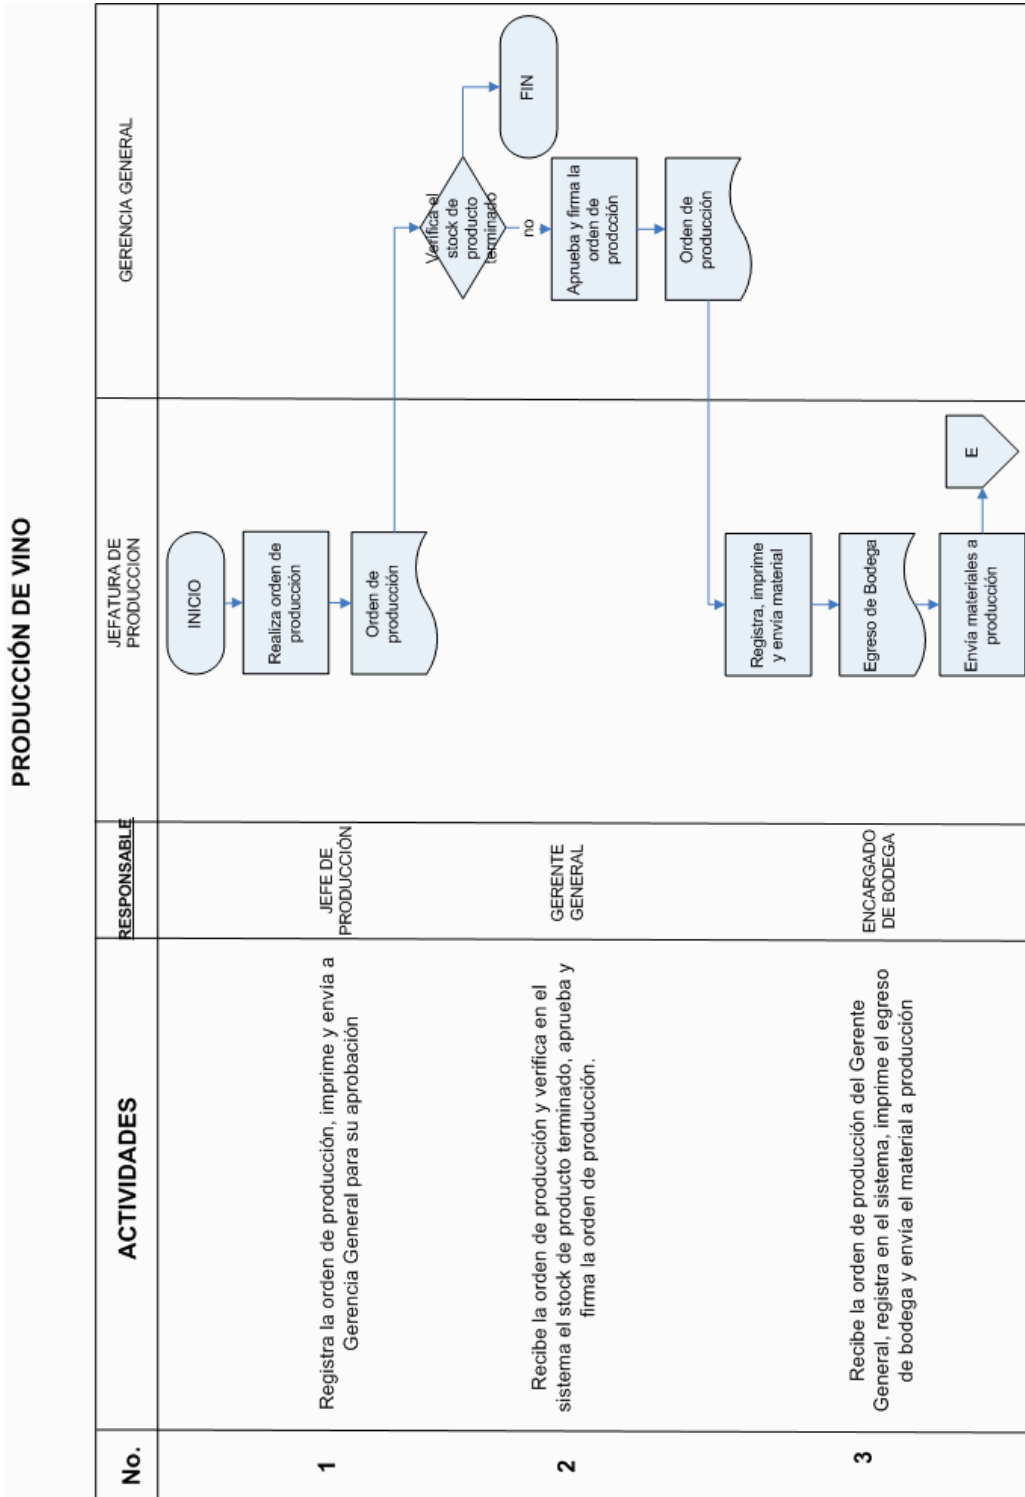 PRODUCCIÓN DE VINO
No.
ACTIVIDADES
RESPONSABLE
JEFATURA DE
PRODUCCION
GERENCIA GENERAL
1
Registra la orden de producción, imprime y envía a
Gerencia General para su aprobación
JEFE DE
PRODUCCIÓN
INICIO
Realiza orden de
producción
Orden de
producción
2
Recibe la orden de producción y verifica en el
sistema el stock de producto terminado, aprueba y
firma la orden de producción.
GERENTE
GENERAL
Verifica el
stock de
producto
terminado
FIN
no
Aprueba y firma la
orden de
prodcción
Orden de
producción
3
Recibe la orden de producción del Gerente
General, registra en el sistema, imprime el egreso
de bodega y envía el material a producción
ENCARGADO
DE BODEGA
Registra, imprime
y envía material
Egreso de Bodega
Envía materiales a
producción
E